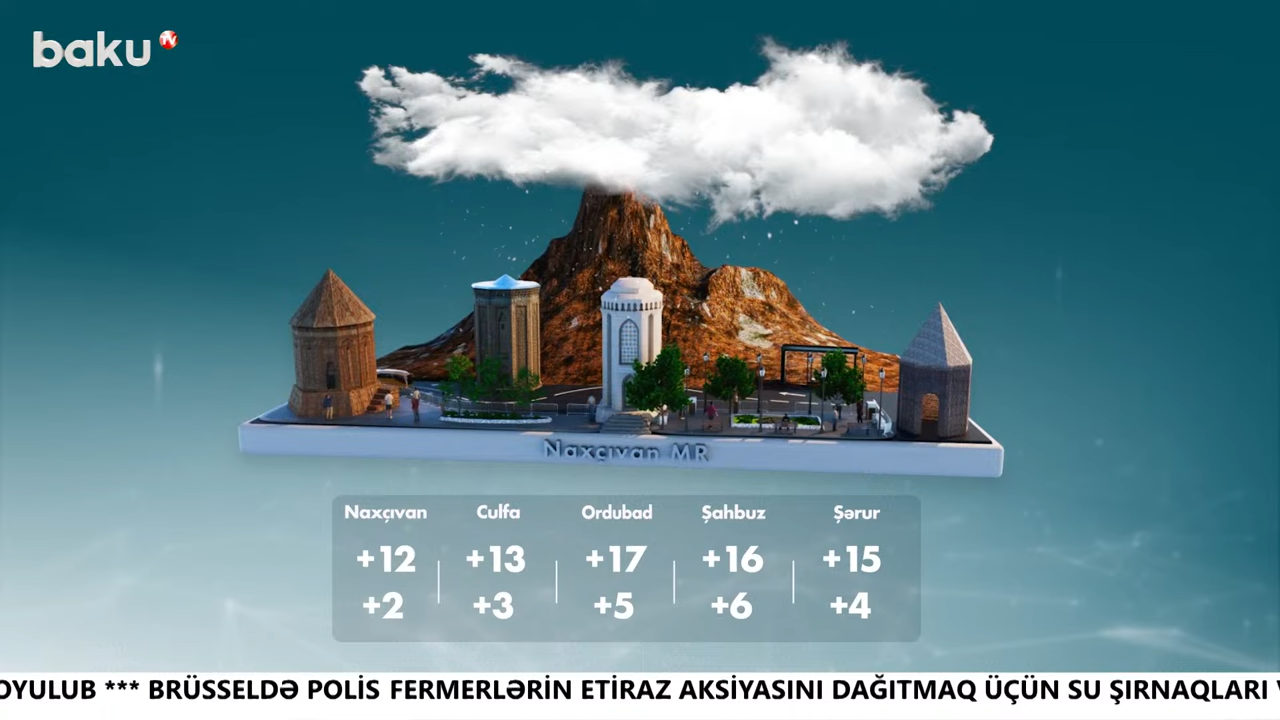 baku TV
Naxçıvan MR
Naxçıvan Culfa Ordubad Şahbuz Şərur
+12 +13 +17 +16 +15
+2 +3 +5 +6 +4
OYULUB *** BRÜSSELDƏ POLİS FERMERLƏRİN ETİRAZ AKSİYASINI DAĞITMAQ ÜÇÜN SU ŞIRNAQLARI